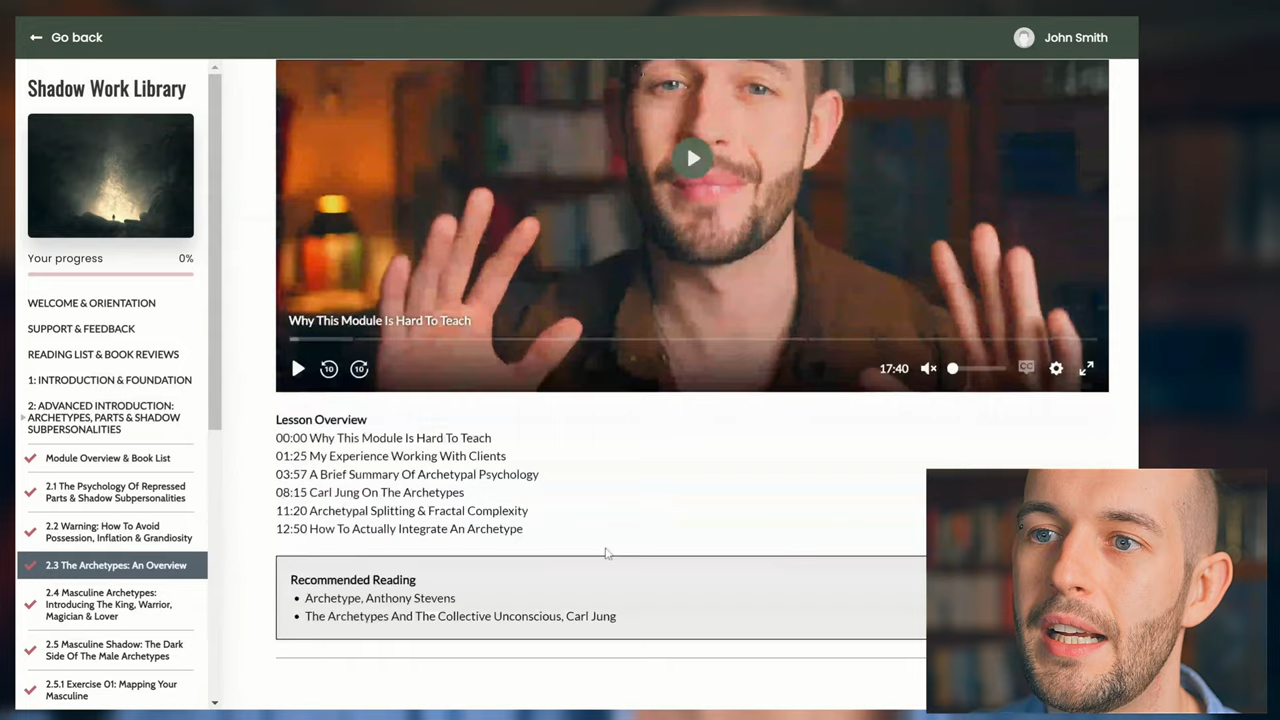 Go back
John Smith
Shadow Work Library
Your progress 0%
WELCOME & ORIENTATION
SUPPORT & FEEDBACK
READING LIST & BOOK REVIEWS
1: INTRODUCTION & FOUNDATION
2: ADVANCED INTRODUCTION:
ARCHETYPES, PARTS & SHADOW
SUBPERSONALITIES
Module Overview & Book List
2.1 The Psychology Of Repressed
Parts & Shadow Subpersonalities
2.2 Warning: How To Avoid
Possession, Inflation & Grandiosity
2.3 The Archetypes: An Overview
2.4 Masculine Archetypes:
Introducing The King, Warrior,
Magician & Lover
2.5 Masculine Shadow: The Dark
Side Of The Male Archetypes
2.5.1 Exercise 01: Mapping Your
Masculine
Why This Module Is Hard To Teach
10 10 17:40
Lesson Overview
00:00 Why This Module Is Hard To Teach
01:25 My Experience Working With Clients
03:57 A Brief Summary Of Archetypal Psychology
08:15 Carl Jung On The Archetypes
11:20 Archetypal Splitting & Fractal Complexity
12:50 How To Actually Integrate An Archetype
Recommended Reading
• Archetype, Anthony Stevens
• The Archetypes And The Collective Unconscious, Carl Jung